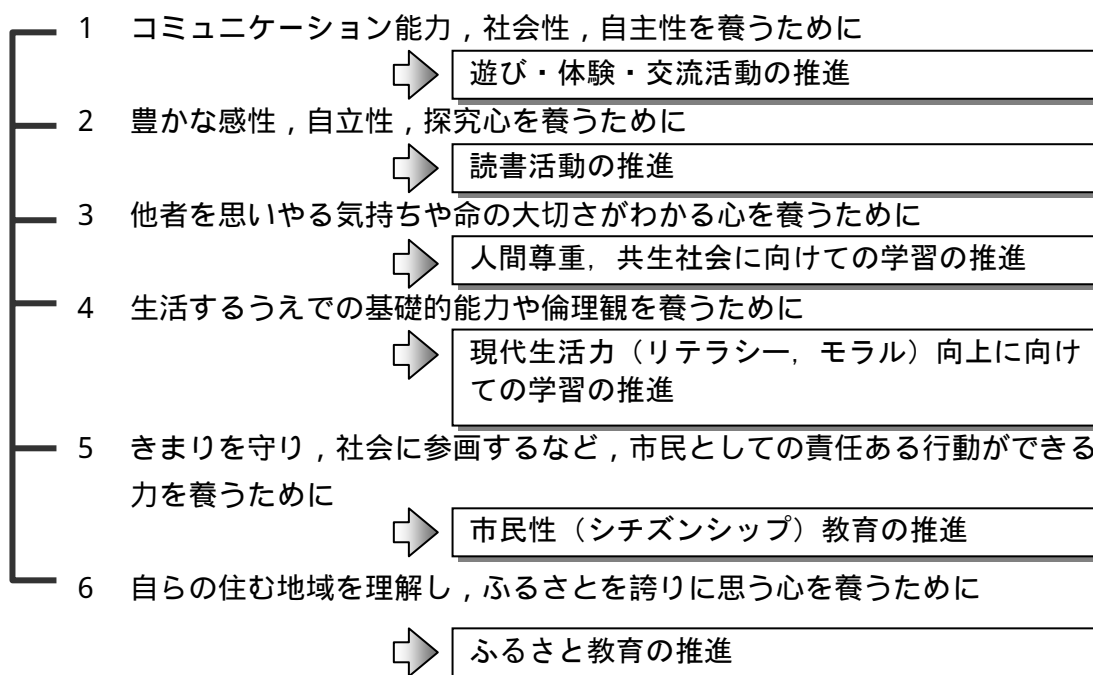 1 コミュニケーション能力,社会性,自主性を養うために
遊び・体験・交流活動の推進
2 豊かな感性,自立性,探究心を養うために
読書活動の推進
3 他者を思いやる気持ちや命の大切さがわかる心を養うために
人間尊重,共生社会に向けての学習の推進
4 生活するうえでの基礎的能力や倫理観を養うために
現代生活力(リテラシー,モラル)向上に向け
ての学習の推進
5 きまりを守り,社会に参画するなど,市民としての責任ある行動ができる
力を養うために
市民性(シチズンシップ)教育の推進
6 自らの住む地域を理解し,ふるさとを誇りに思う心を養うために
ふるさと教育の推進